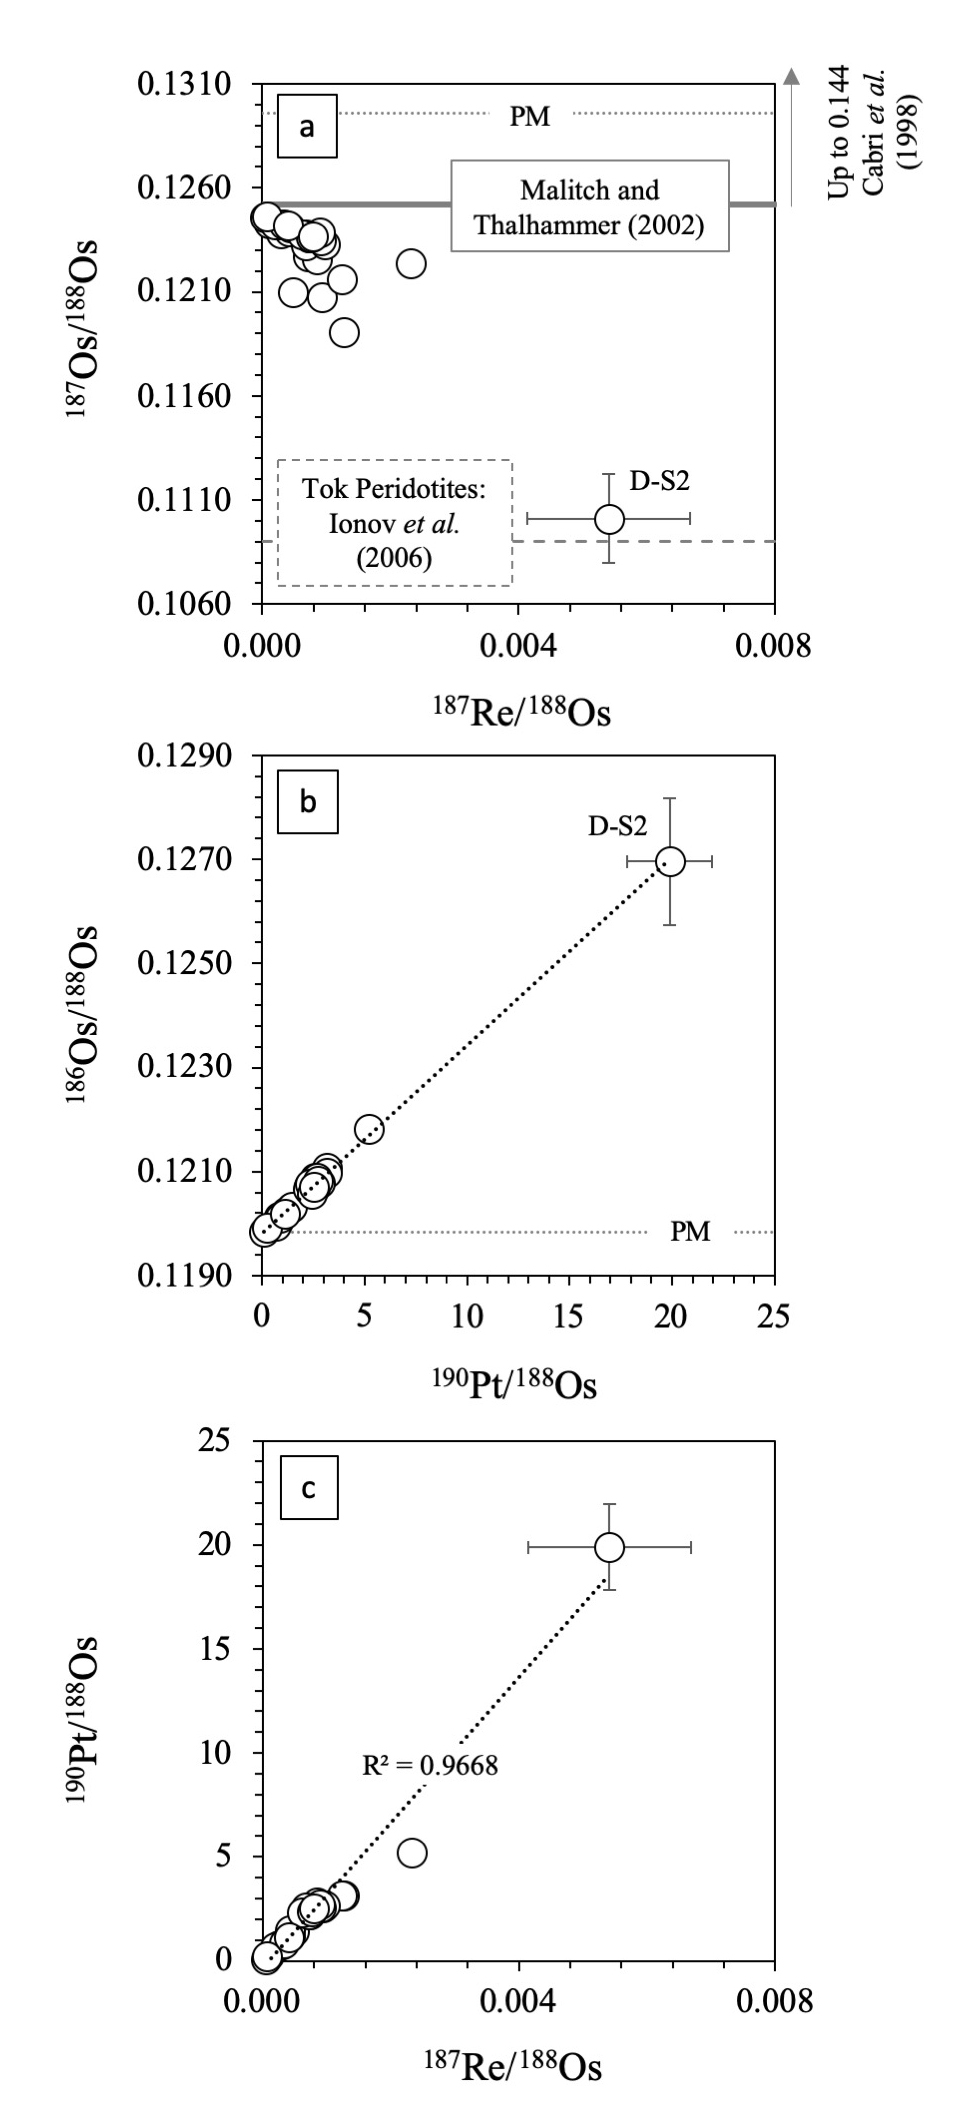 0.1310
0.1260
0.1210
0.1160
0.1110
0.1060
187Os/188Os
a
PM
Malitch and
Thalhammer (2002)
Up to 0.144
Cabri et al.
(1998)
D-S2
Tok Peridotites:
Ionov et al.
(2006)
0.000 0.004 0.008
187Re/188Os
0.1290
0.1270
0.1250
0.1230
0.1210
0.1190
186Os/188Os
b
D-S2
PM
0 5 10 15 20 25
190Pt/188Os
25
20
15
10
5
0
190Pt/188Os
c
R² = 0.9668
0.000 0.004 0.008
187Re/188Os